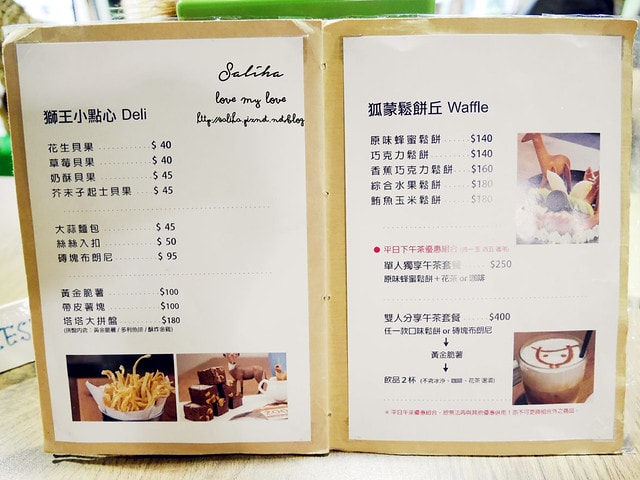 Saliha
love my love
獅王小點心 Deli
花生貝果 $ 40
草莓貝果 $ 40
奶酥貝果 $ 45
芥末子起士貝果 $ 45
大蒜麵包 $ 45
絲絲入扣 $ 50
磚塊布朗尼 $ 95
黃金脆薯 $100
帶皮薯塊 $100
塔塔大拼盤 $180
狐蒙鬆餅丘 Waffle
原味蜂蜜鬆餅 $140
巧克力鬆餅 $140
香蕉巧克力鬆餅 $160
綜合水果鬆餅 $180
鮪魚玉米鬆餅 $180
平日下午茶優惠組合
單人獨享午茶套餐 $250
原味蜂蜜鬆餅＋花茶 or 咖啡
雙人分享午茶套餐 $400
任一款口味鬆餅 or 磚塊布朗尼
↓
黃金脆薯
↓
飲品 2 杯